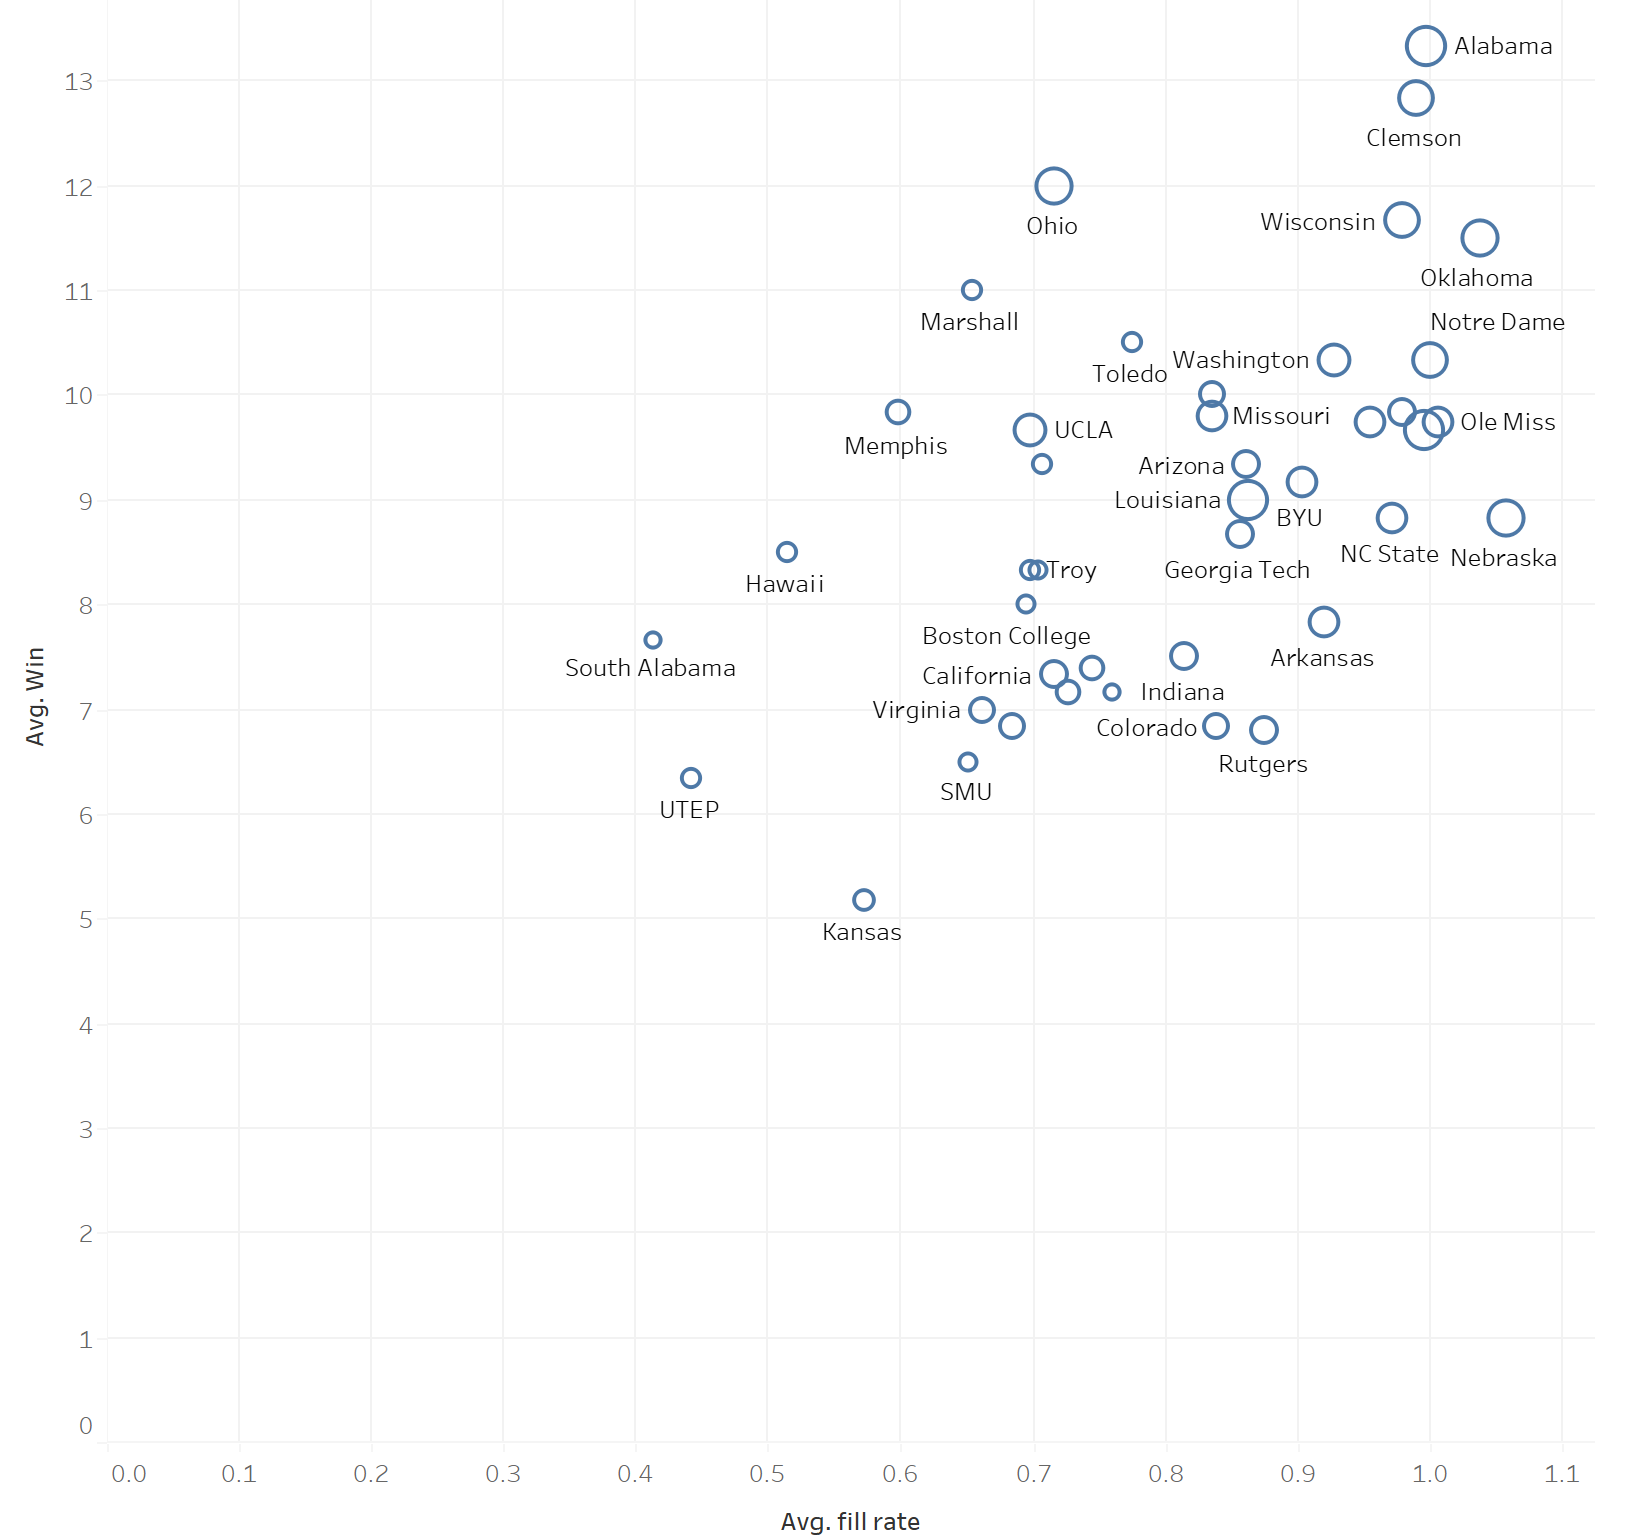 Alabama
13
Clemson
12
Ohio
Wisconsin
Oklahoma
11
Marshall
Notre Dame
Toledo
Washington
10
Memphis
UCLA
Missouri
Ole Miss
Arizona
9
Louisiana
BYU
NC State
Nebraska
Hawaii
Troy
Georgia Tech
8
Boston College
South Alabama
California
Arkansas
Indiana
7
Virginia
Colorado
Rutgers
SMU
UTEP
6
5
Kansas
4
3
2
1
0
Avg. Win
0.0 0.1 0.2 0.3 0.4 0.5 0.6 0.7 0.8 0.9 1.0 1.1
Avg. fill rate